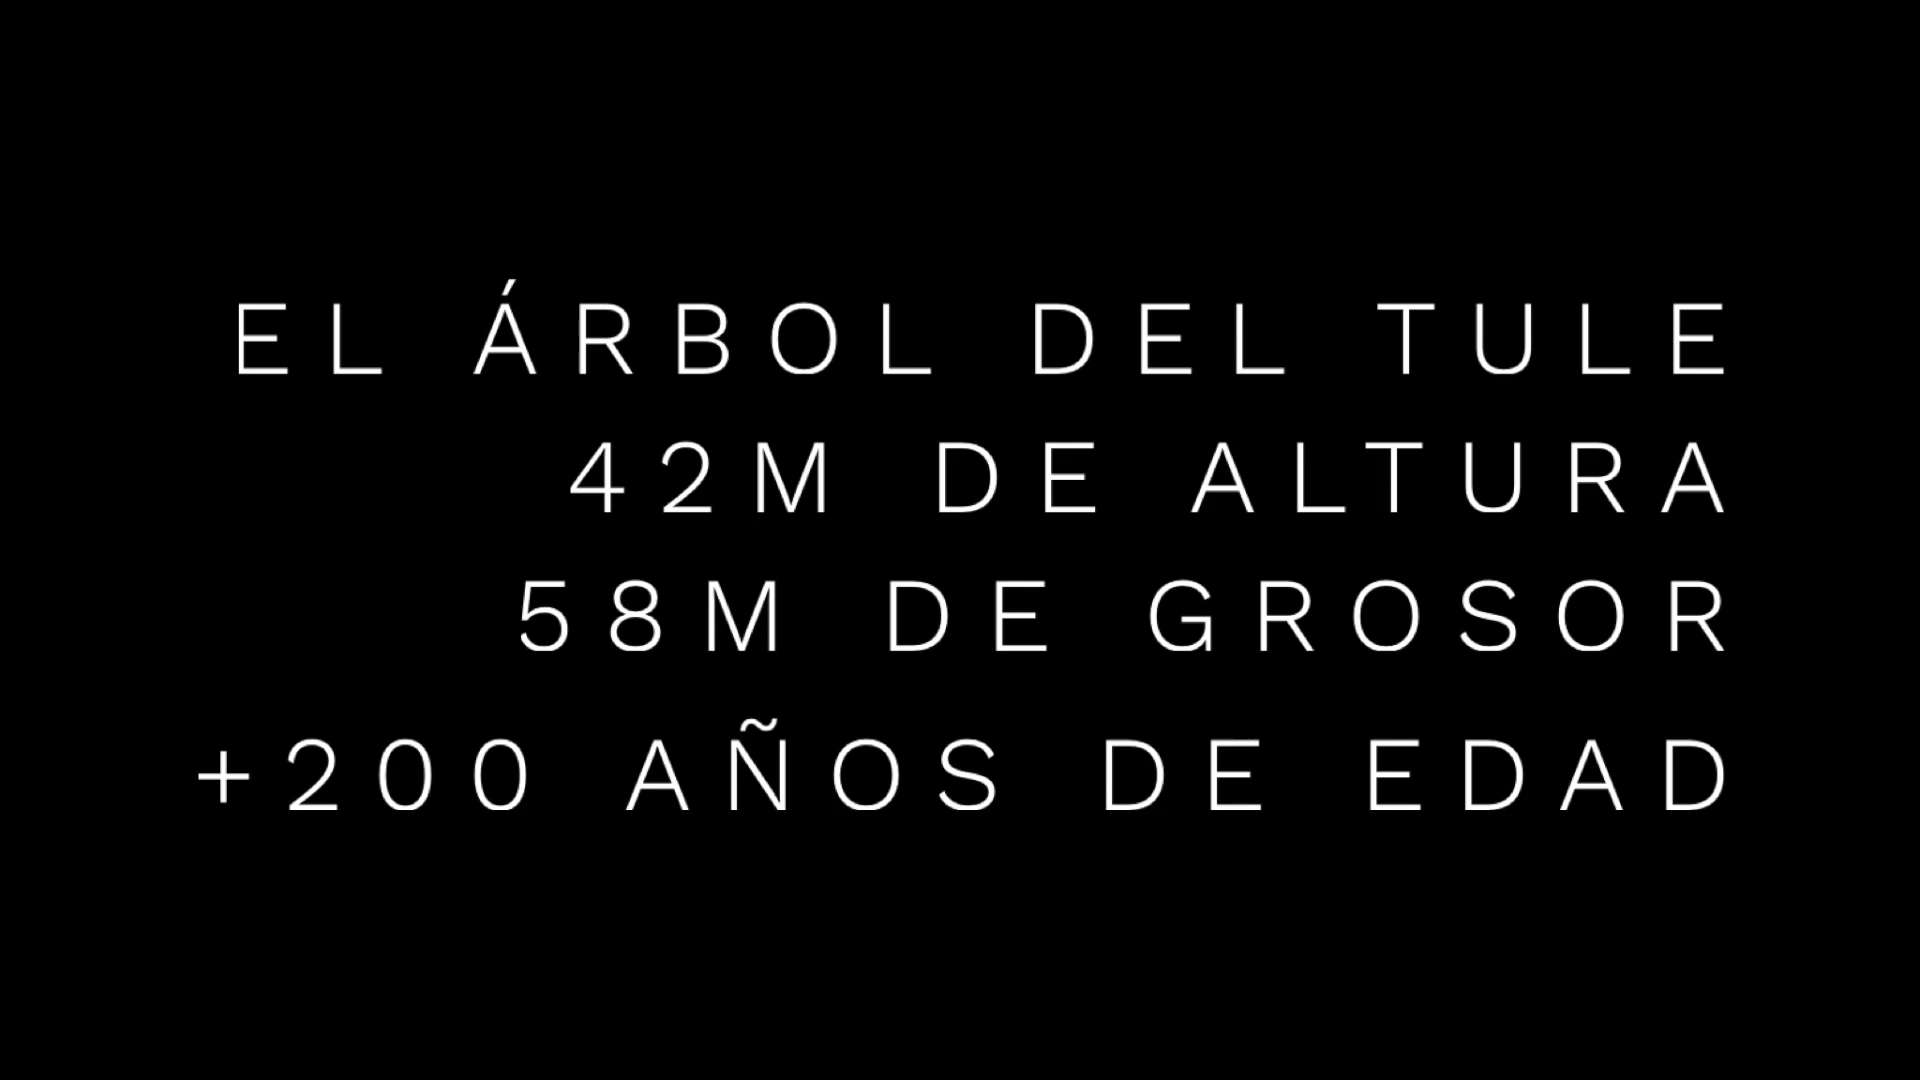 EL ÁRBOL DEL TULE
42M DE ALTURA
58M DE GROSOR
+200 AÑOS DE EDAD